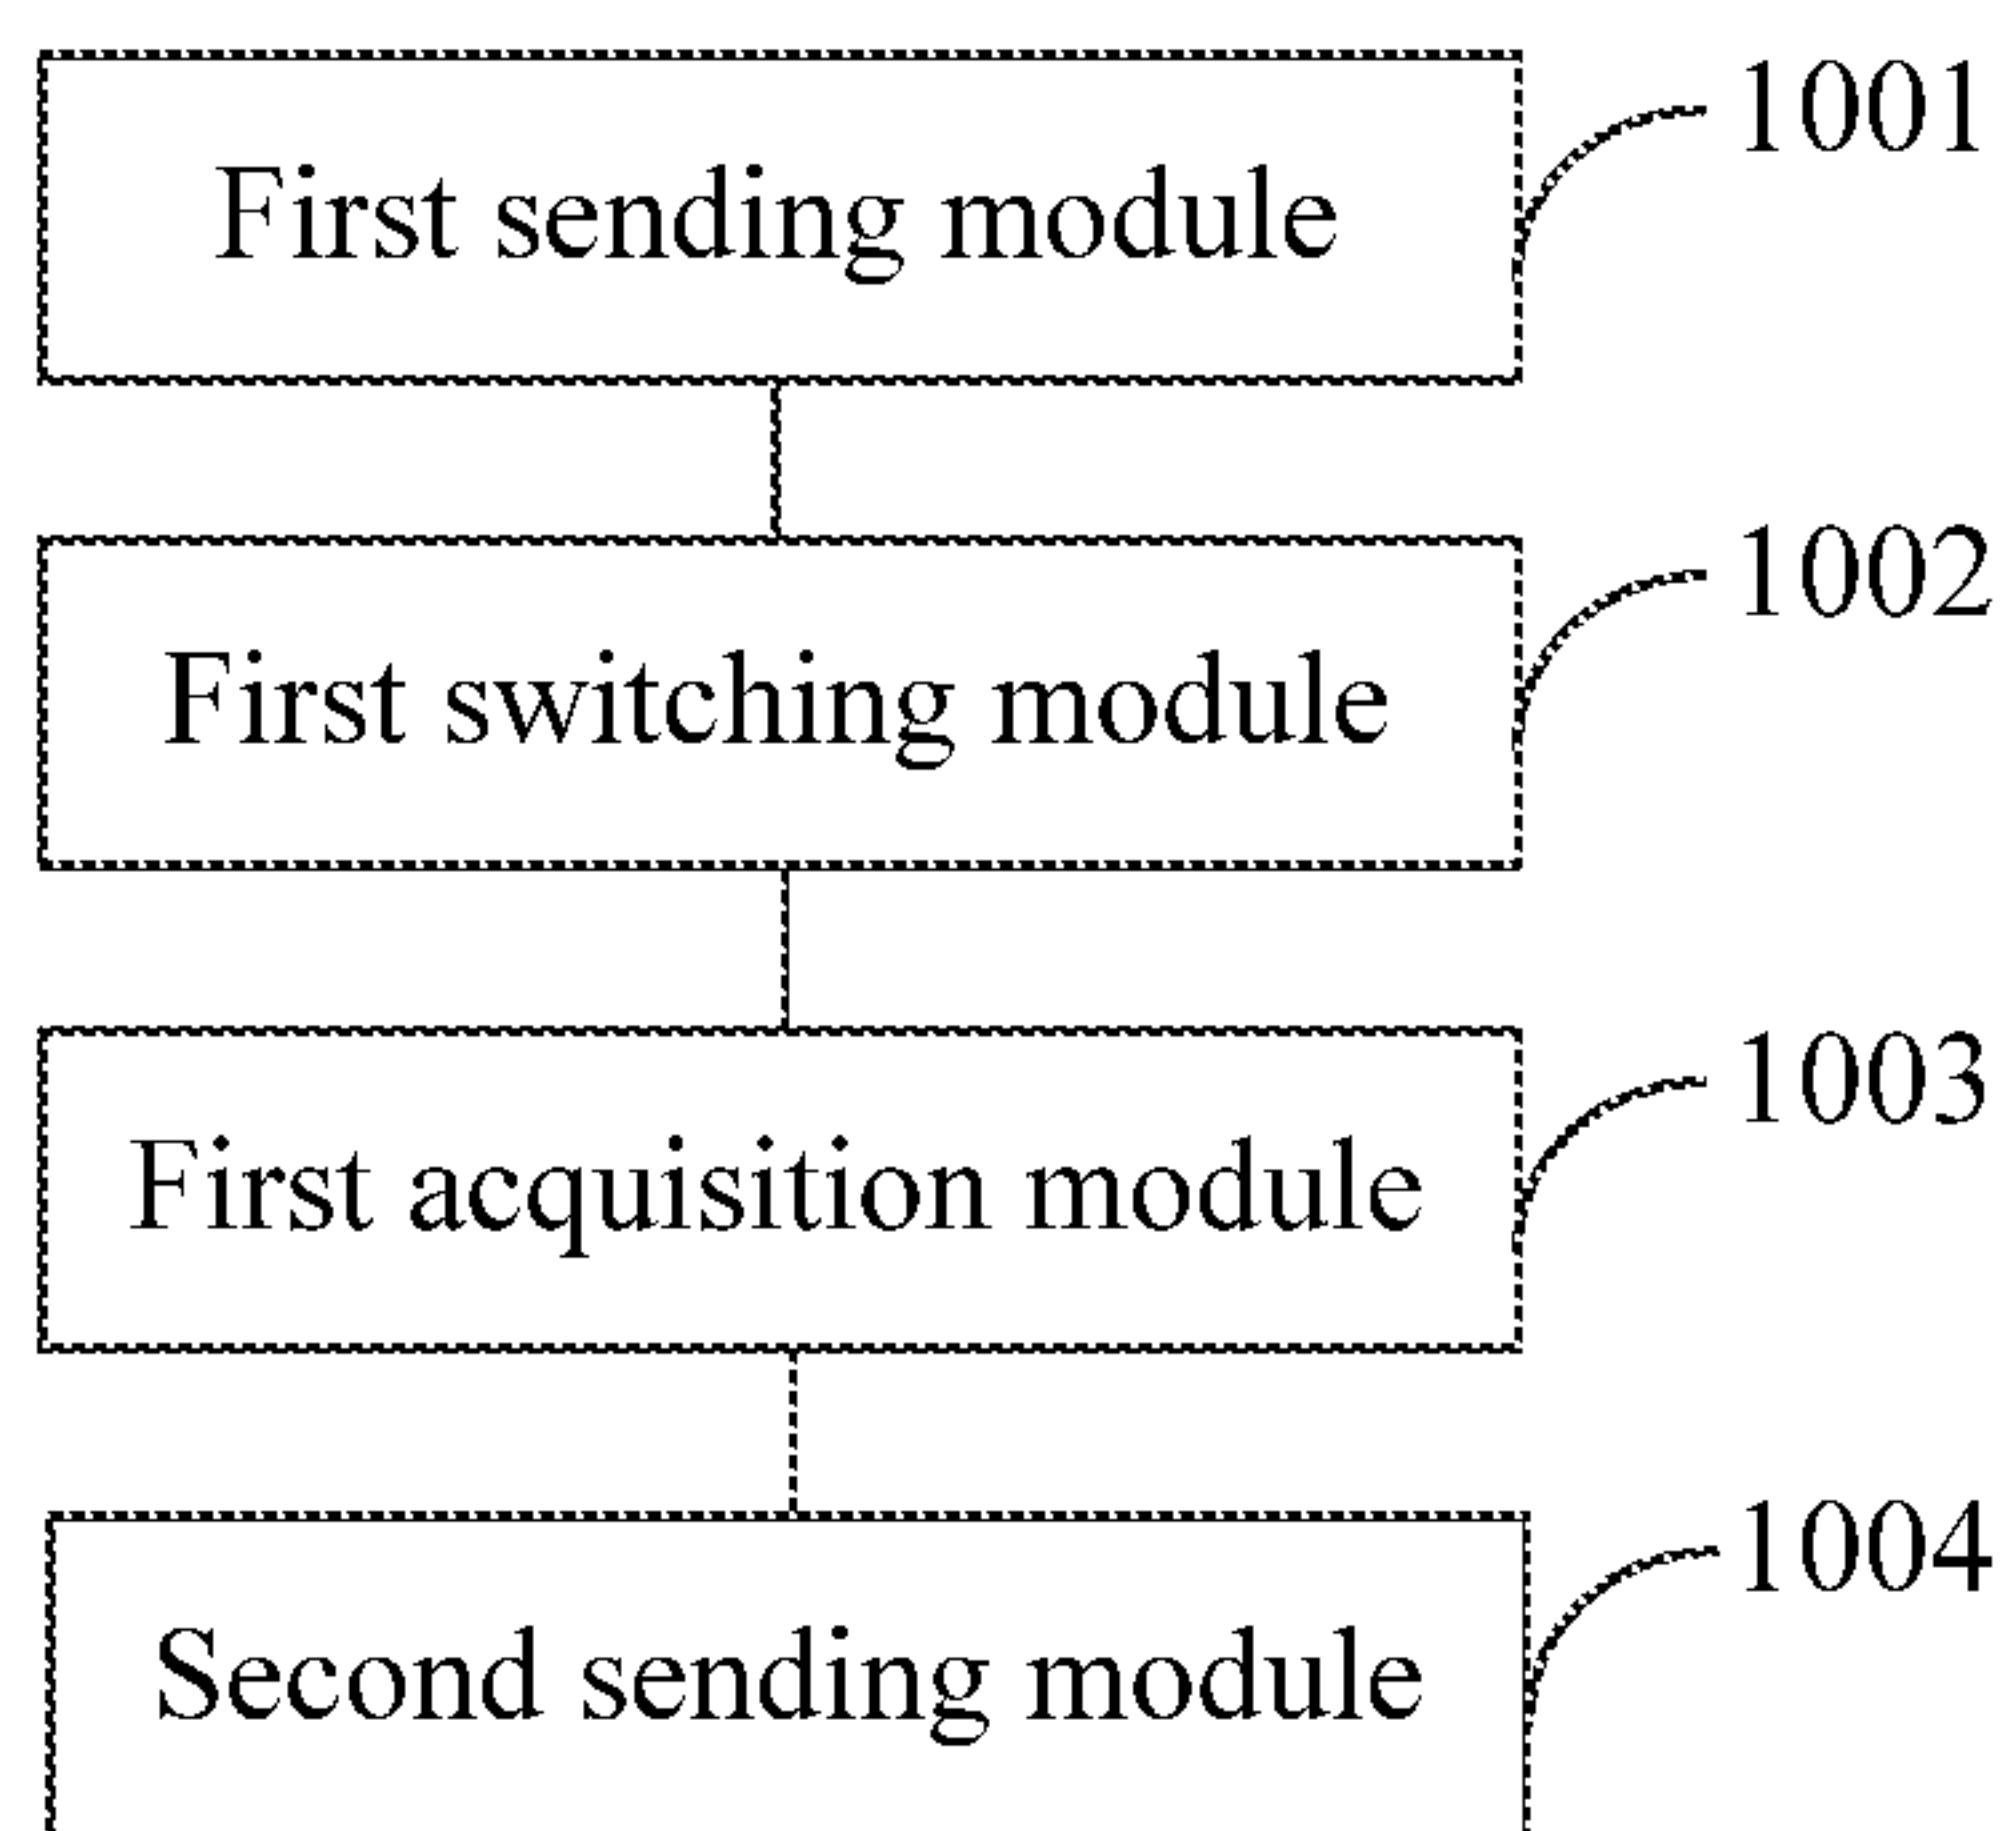 First sending module 1001
First switching module 1002
First acquisition module 1003
Second sending module 1004